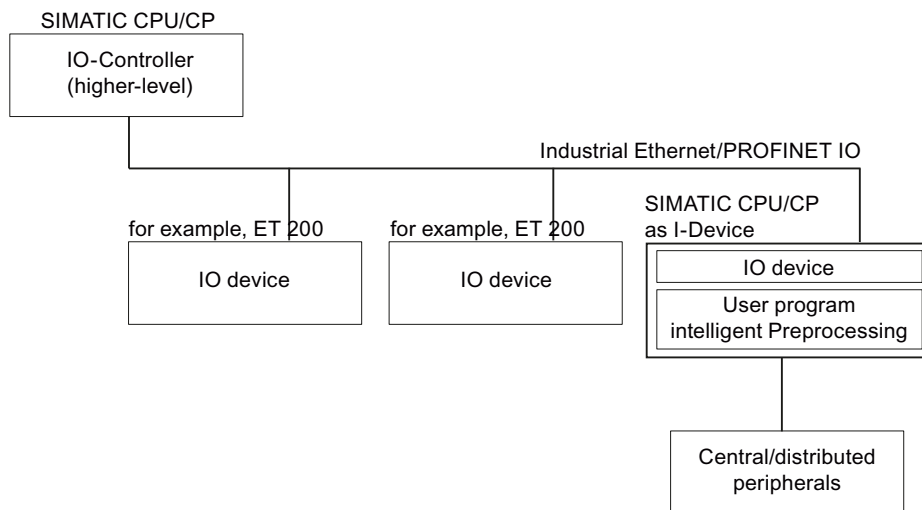 SIMATIC CPU/CP
IO-Controller
(higher-level)
Industrial Ethernet/PROFINET IO
for example, ET 200
IO device
for example, ET 200
IO device
SIMATIC CPU/CP
as I-Device
IO device
User program
intelligent Preprocessing
Central/distributed
peripherals